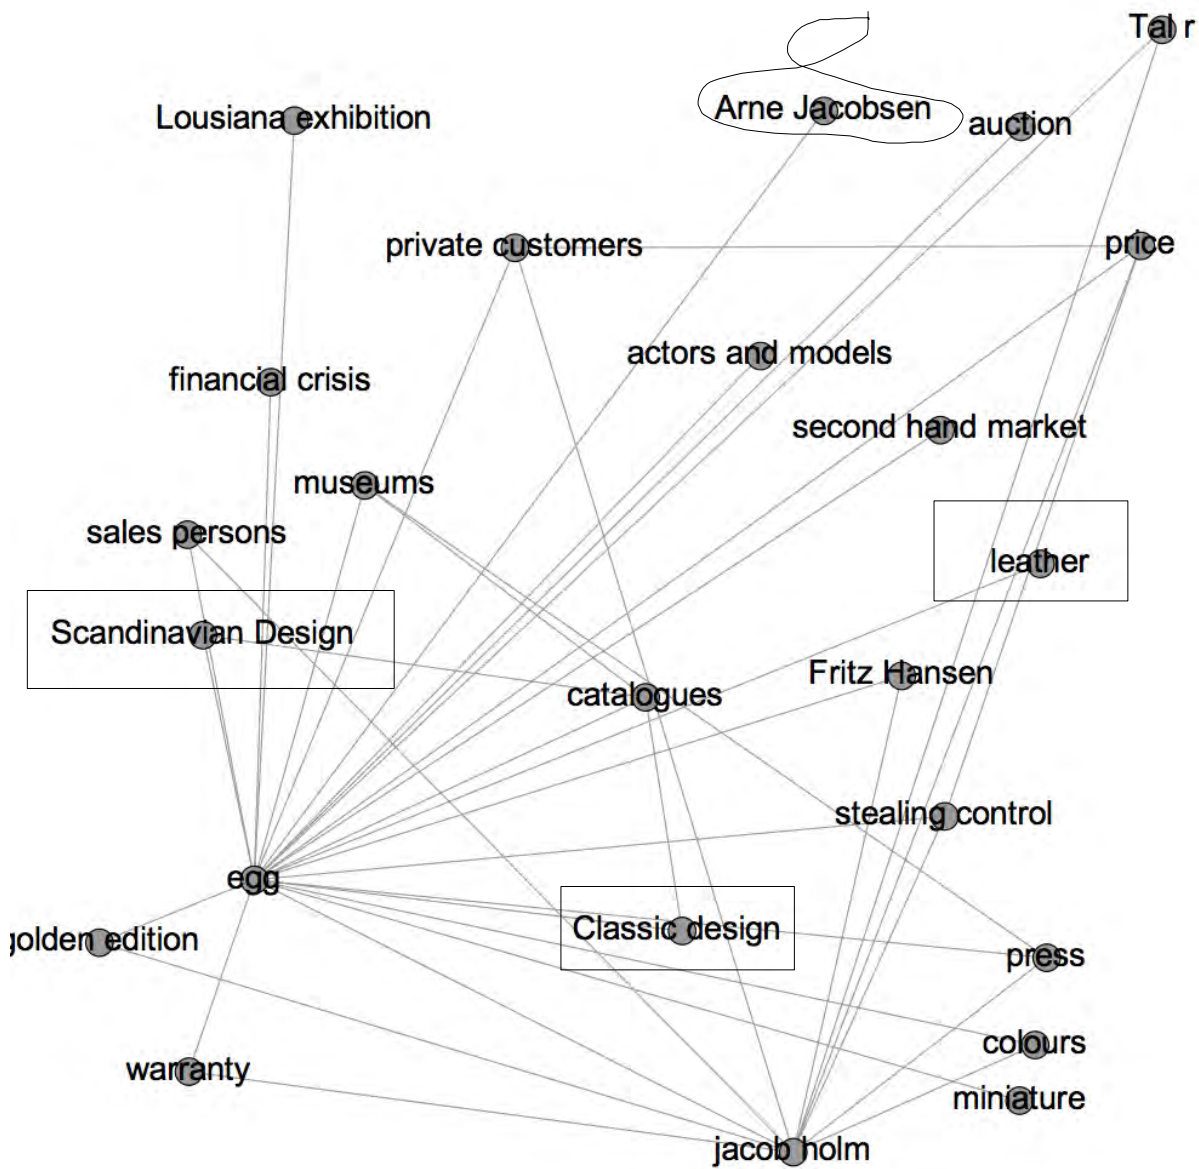 Tal r
Lousiana exhibition
Arne Jacobsen
auction
private customers
price
actors and models
financial crisis
second hand market
museums
sales persons
leather
Scandinavian Design
Fritz Hansen
catalogues
stealing control
egg
Classic design
golden edition
press
colours
warranty
miniature
jacob holm